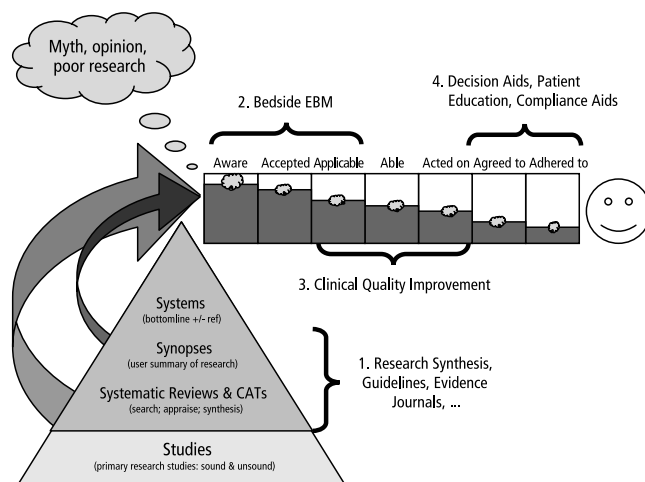 Myth, opinion,
poor research
4. Decision Aids, Patient
Education, Compliance Aids
2. Bedside EBM
Aware Accepted Applicable Able Acted on Agreed to Adhered to
3. Clinical Quality Improvement
Systems
(bottomline +/- ref)
Synopses
(user summary of research)
Systematic Reviews & CATs
(search; appraise; synthesis)
1. Research Synthesis,
Guidelines, Evidence
Journals, ...
Studies
(primary research studies: sound & unsound)